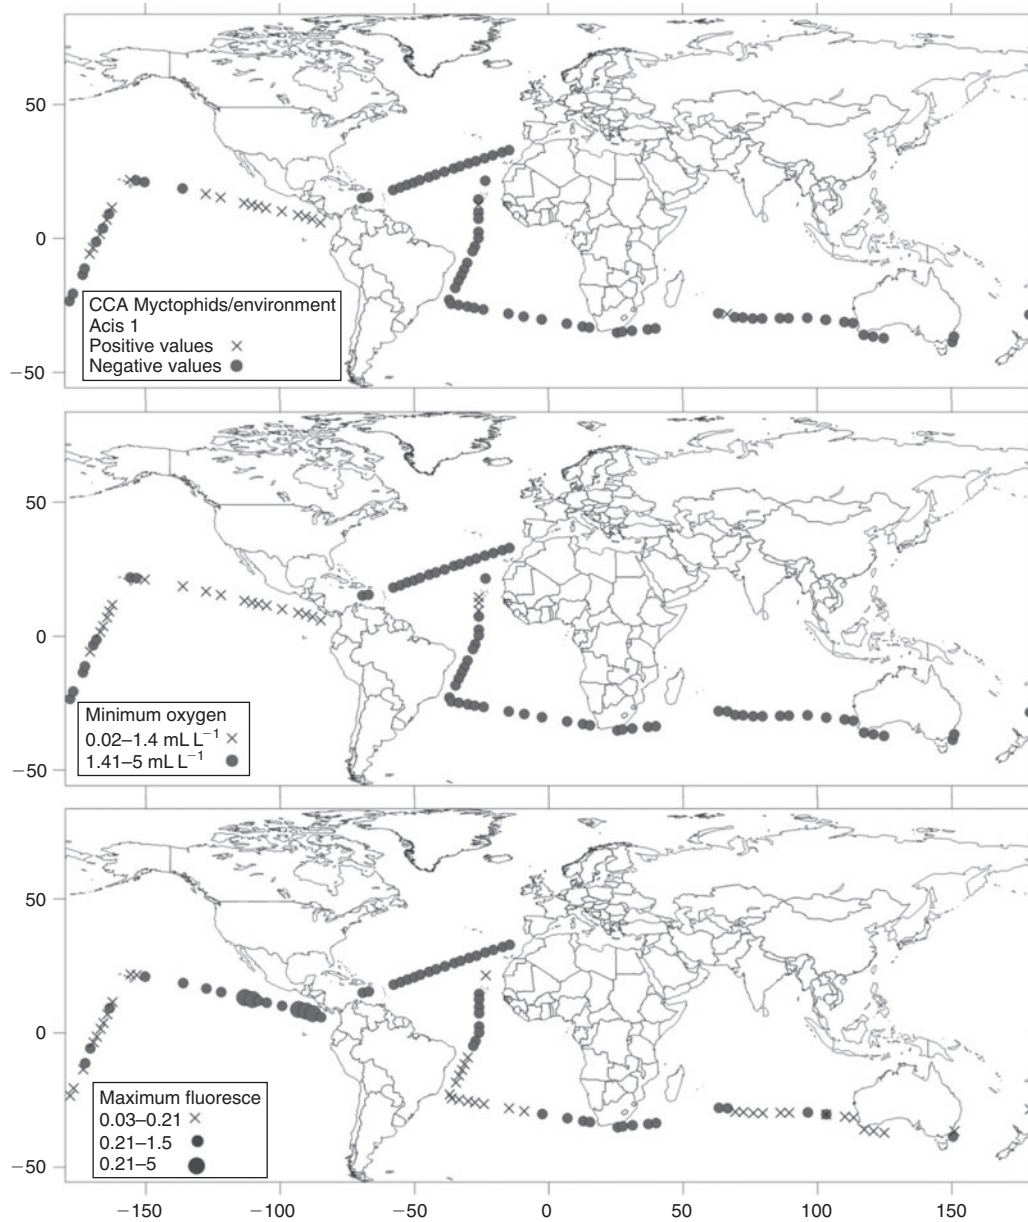 50
0
CCA Myctophids/environment
Acis 1
Positive values ×
Negative values ●
−50
50
0
Minimum oxygen
0.02–1.4 mL L⁻¹ ×
1.41–5 mL L⁻¹ ●
−50
50
0
Maximum fluoresce
0.03–0.21 ×
0.21–1.5 ●
0.21–5 ●
−50
−150 −100 −50 0 50 100 150